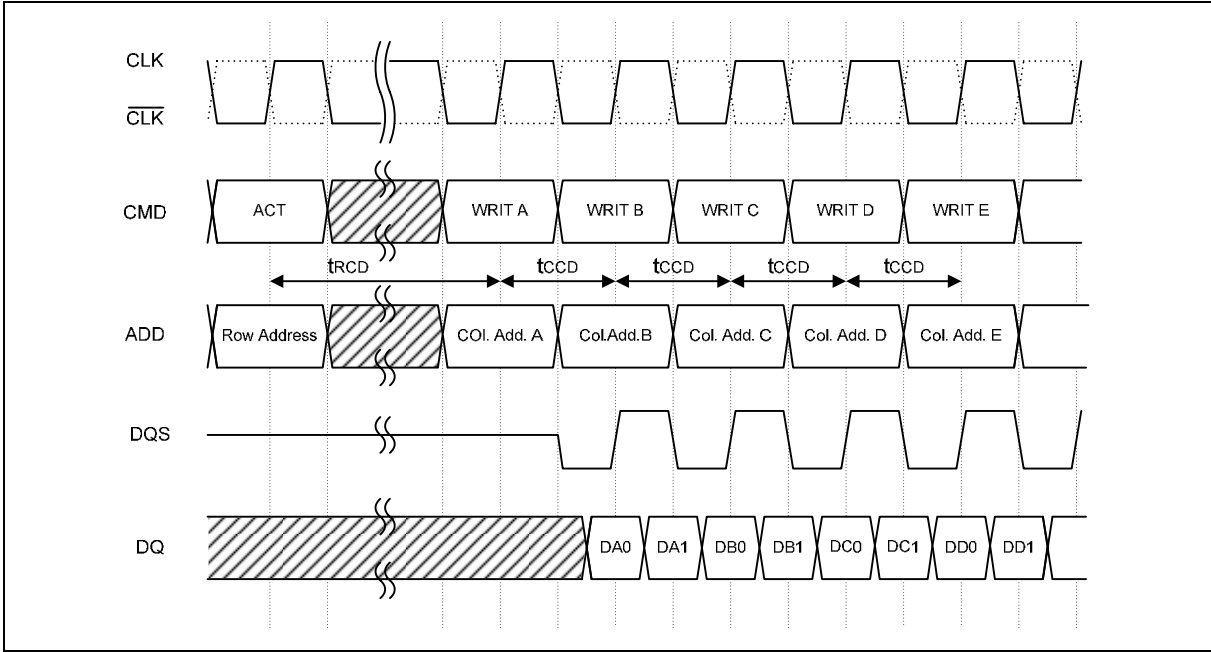 CLK
CLK
CMD
ACT
WRIT A
WRIT B
WRIT C
WRIT D
WRIT E
tRCD
tCCD
tCCD
tCCD
tCCD
ADD
Row Address
COl. Add. A
Col.Add.B
Col. Add. C
Col. Add. D
Col. Add. E
DQS
DQ
DA0
DA1
DB0
DB1
DC0
DC1
DD0
DD1